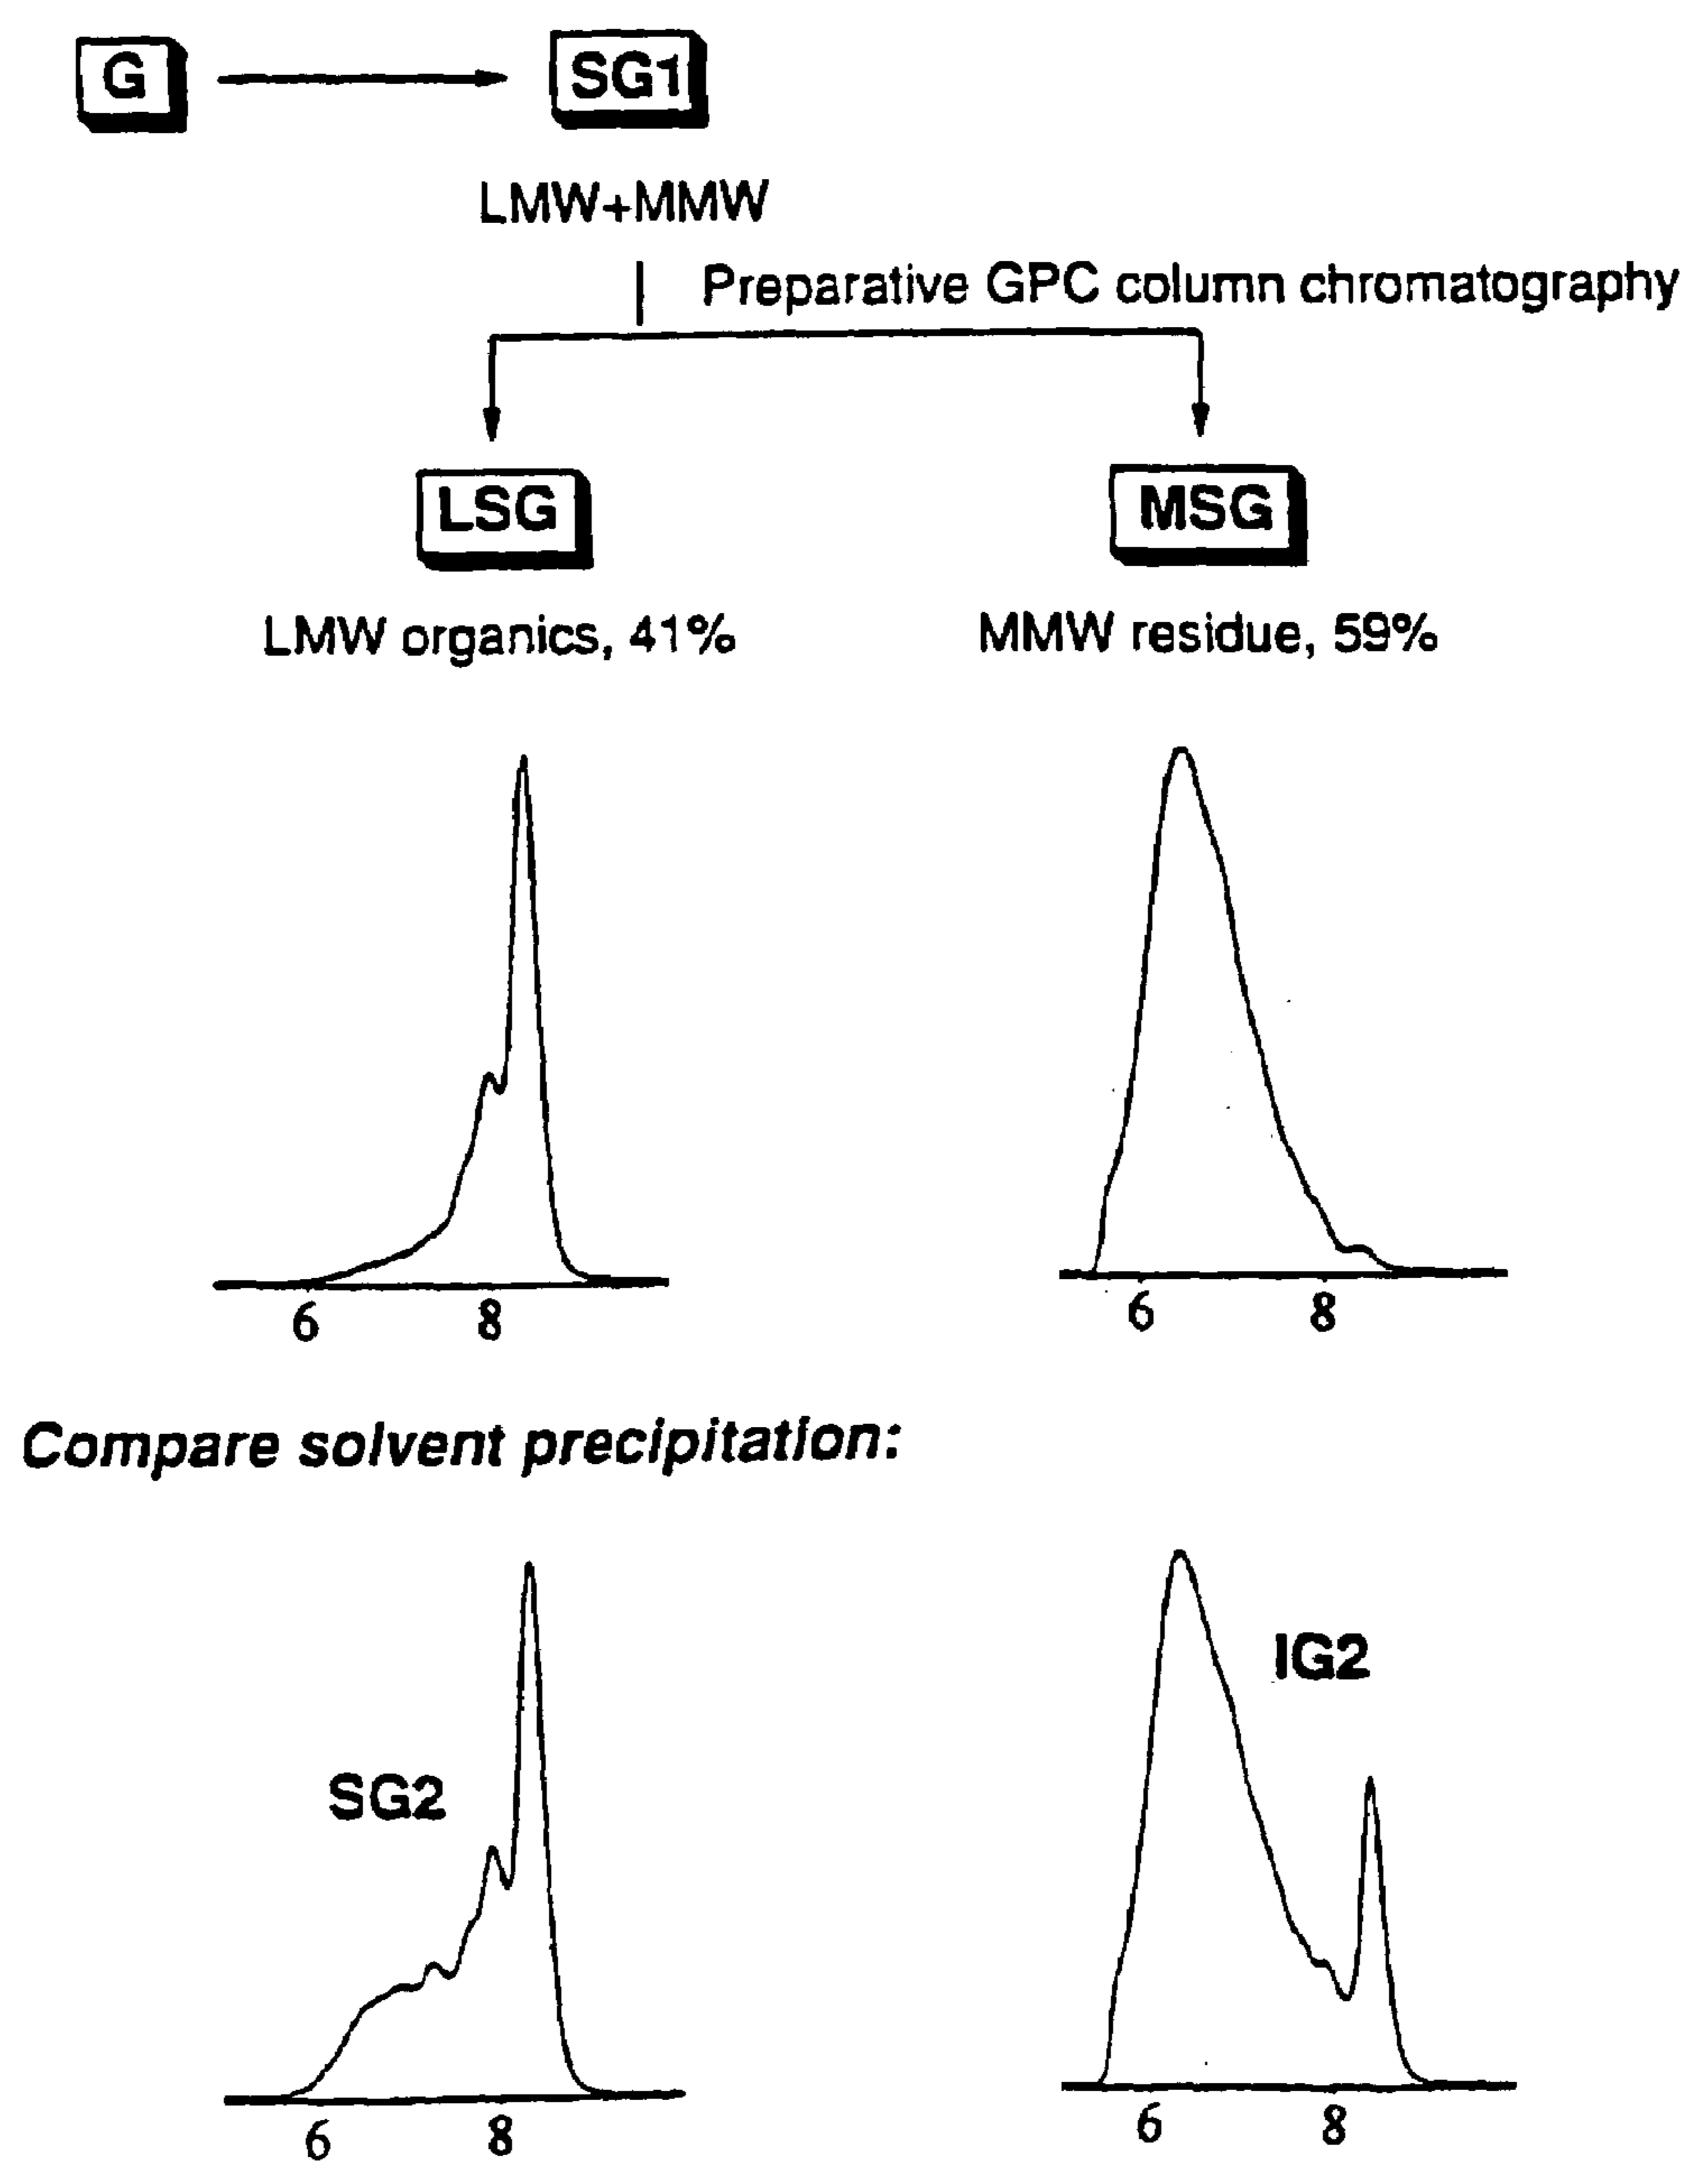 G
SG1
LMW+MMW
Preparative GPC column chromatography
LSG
MSG
LMW organics, 41%
MMW residue, 59%
6 8
6 8
Compare solvent precipitation:
SG2
IG2
6 8
6 8